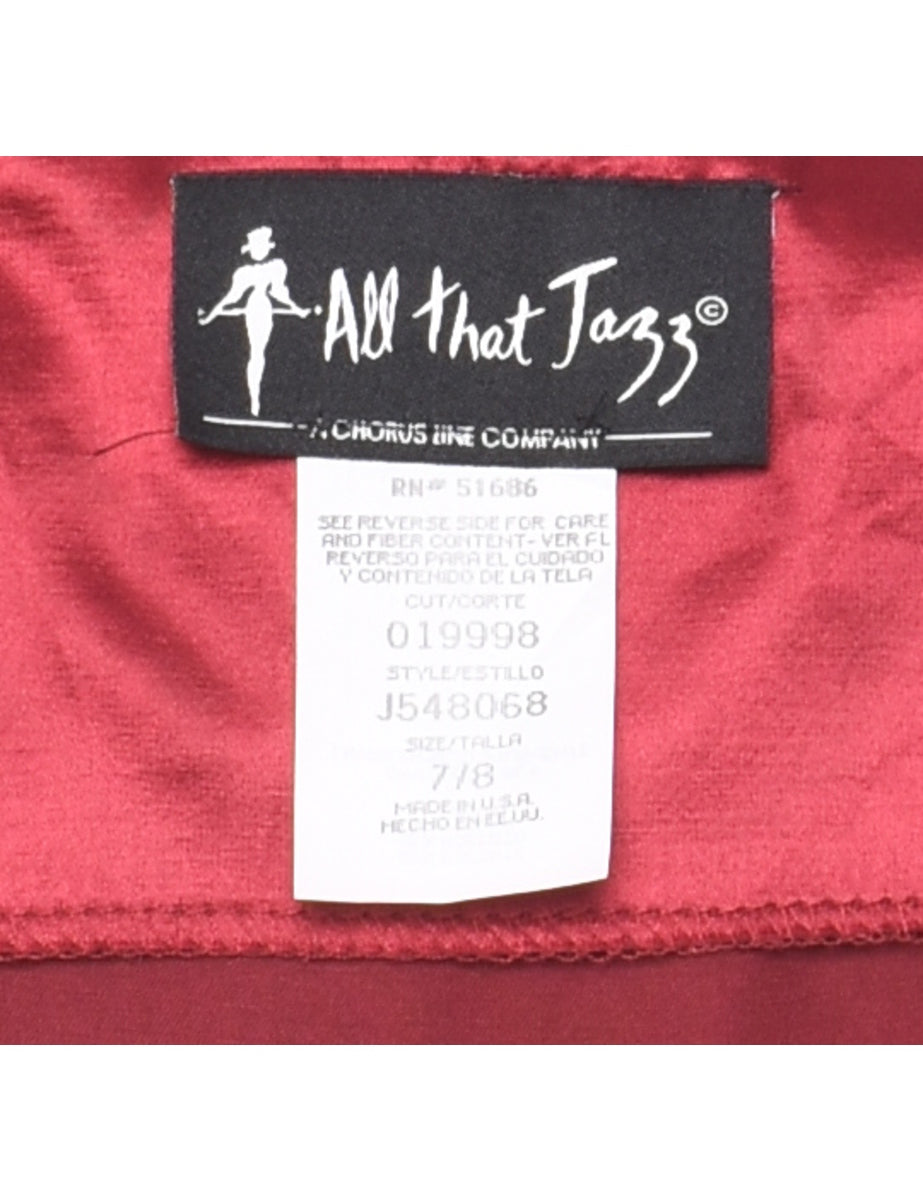 All That Jazz©
A CHORUS LINE COMPANY
RN# 51686
SEE REVERSE SIDE FOR CARE
AND FIBER CONTENT- VER EL
REVERSO PARA EL CUIDADO
Y CONTENIDO DE LA TELA
CUT/CORTE
019998
STYLE/ESTILLO
J548068
SIZE/TALLA
7/8
MADE IN U.S.A.
HECHO EN EE.UU.